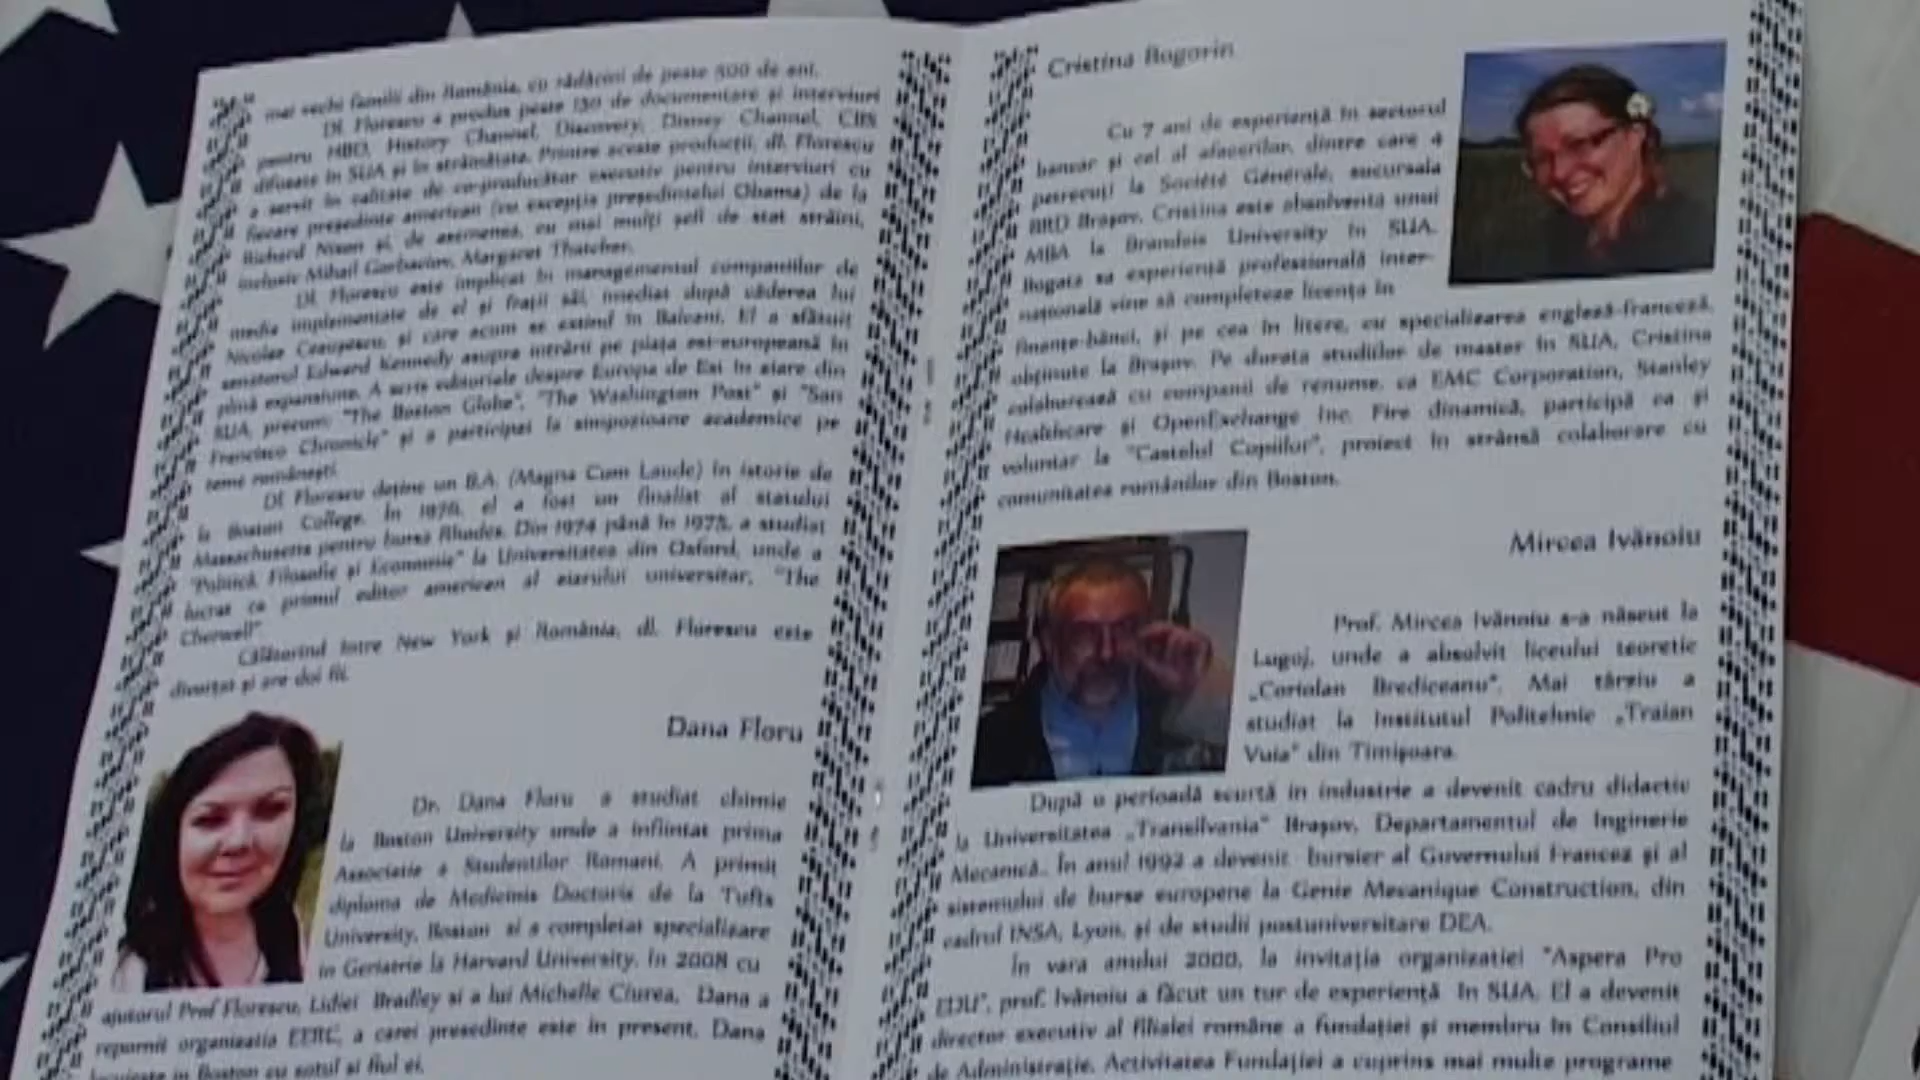 mai vechi familii din România, cu rădăcini de peste 500 de ani.
Dl. Florescu a produs peste 150 de documentare și interviuri
pentru HBO, History Channel, Discovery, Disney Channel, CBS
difuzate în SUA și în străinătate. Printre aceste producții, dl. Florescu
a servit în calitate de co-producător executiv pentru interviuri cu
fiecare președinte american (cu excepția președintelui Obama) de la
Richard Nixon și, de asemenea, cu mai mulți șefi de stat străini,
inclusiv Mihail Gorbaciov, Margaret Thatcher.
Dl. Florescu este implicat în managementul companiilor de
media implementate de el și frații săi, imediat după căderea lui
Nicolae Ceaușescu, și care acum se extind în Balcani. El a sfătuit
senatorul Edward Kennedy asupra intrării pe piața est-europeană în
plină expansiune. A scris editoriale despre Europa de Est în ziare din
SUA, precum: "The Boston Globe", "The Washington Post" și "San
Francisco Chronicle" și a participat la simpozioane academice pe
teme românești.
Dl Florescu deține un B.A. (Magna Cum Laude) în istorie de
la Boston College. În 1976, el a fost un finalist al statului
Massachusetts pentru bursa Rhodes. Din 1974 până în 1975, a studiat
"Politică, Filosofie și Economie" la Universitatea din Oxford, unde a
lucrat ca primul editor american al ziarului universitar, "The
Cherwell"
Călătorind între New York și România, dl. Florescu este
divorțat și are doi fii.
Dana Floru
Dr. Dana Floru a studiat chimie
la Boston University unde a infiintat prima
Asociatie a Studentilor Romani. A primit
diploma de Medicinis Doctoris de la Tufts
University, Boston si a completat specializare
in Geriatrie la Harvard University. In 2008 cu
ajutorul Prof Florescu, Lidiei Bradley si a lui Michelle Ciurea, Dana a
repornit organizatia EERC, a carei presedinte este in present. Dana
locuieste in Boston cu sotul si fiul ei.
Cristina Bogorin
Cu 7 ani de experiență în sectorul
bancar și cel al afacerilor, dintre care 4
petrecuți la Société Générale, sucursala
BRD Brașov, Cristina este absolventa unui
MBA la Brandeis University în SUA.
Bogata sa experiență profesională inter-
națională vine să completeze licența în
finanțe-bănci, și pe cea în litere, cu specializarea engleză-franceză,
obținute la Brașov. Pe durata studiilor de master în SUA, Cristina
colaborează cu companii de renume, ca EMC Corporation, Stanley
Healthcare și OpenExchange Inc. Fire dinamică, participă ca și
voluntar la "Castelul Copiilor", proiect în strânsă colaborare cu
comunitatea românilor din Boston.
Mircea Ivănoiu
Prof. Mircea Ivănoiu s-a născut la
Lugoj, unde a absolvit liceului teoretic
„Coriolan Brediceanu". Mai târziu a
studiat la Institutul Politehnic „Traian
Vuia" din Timișoara.
După o perioadă scurtă in industrie a devenit cadru didactic
la Universitatea „Transilvania" Brașov, Departamentul de Inginerie
Mecanică. În anul 1992 a devenit bursier al Guvernului Francez și al
sistemului de burse europene la Genie Mecanique Construction, din
cadrul INSA, Lyon, și de studii postuniversitare DEA.
În vara anului 2000, la invitația organizatiei "Aspera Pro
EDU", prof. Ivănoiu a făcut un tur de experiență în SUA. El a devenit
director executiv al filialei române a fundației și membru în Consiliul
de Administrație. Activitatea Fundației a cuprins mai multe programe